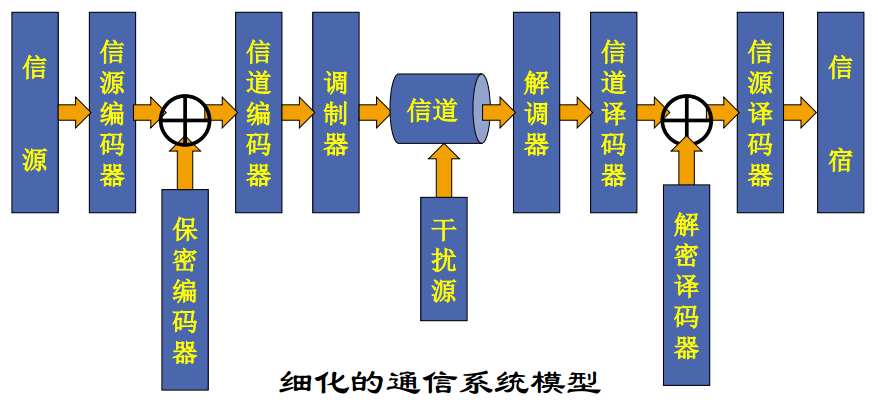 信源
信源编码器
信道编码器
调制器
信道
解调器
信道译码器
信源译码器
信宿
保密编码器
干扰源
解密译码器
细化的通信系统模型